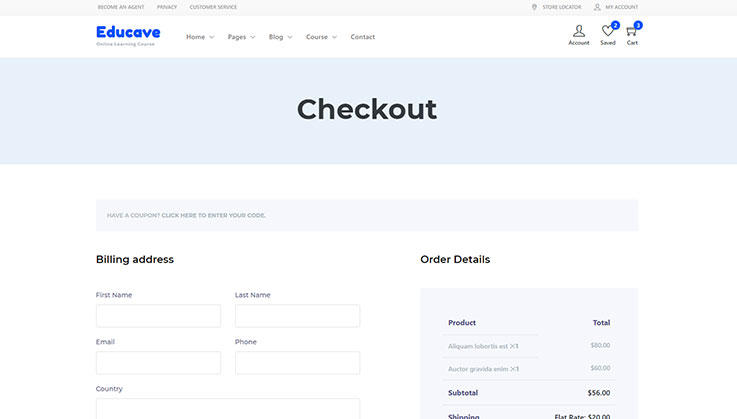 BECOME AN AGENT PRIVACY CUSTOMER SERVICE STORE LOCATOR MY ACCOUNT
Educave
Online Learning Course
Home Pages Blog Course Contact
2 3
Account Saved Cart
Checkout
HAVE A COUPON? CLICK HERE TO ENTER YOUR CODE.
Billing address
Order Details
First Name Last Name
Product Total
Email Phone
Aliquam lobortis est ×1 $80.00
Auctor gravida enim ×1 $60.00
Country
Subtotal $56.00
Shipping Flat Rate: $20.00